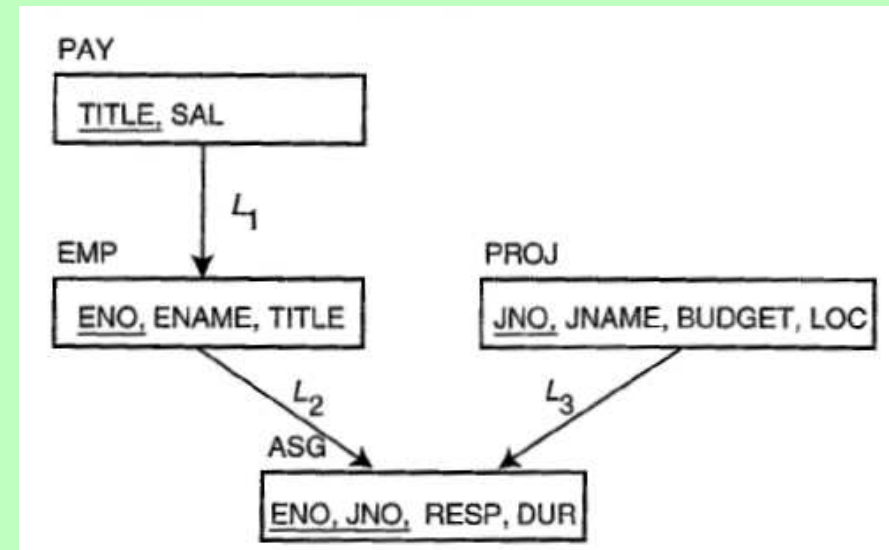 PAY
TITLE, SAL
L1
EMP
PROJ
ENO, ENAME, TITLE
JNO, JNAME, BUDGET, LOC
L2
L3
ASG
ENO, JNO, RESP, DUR